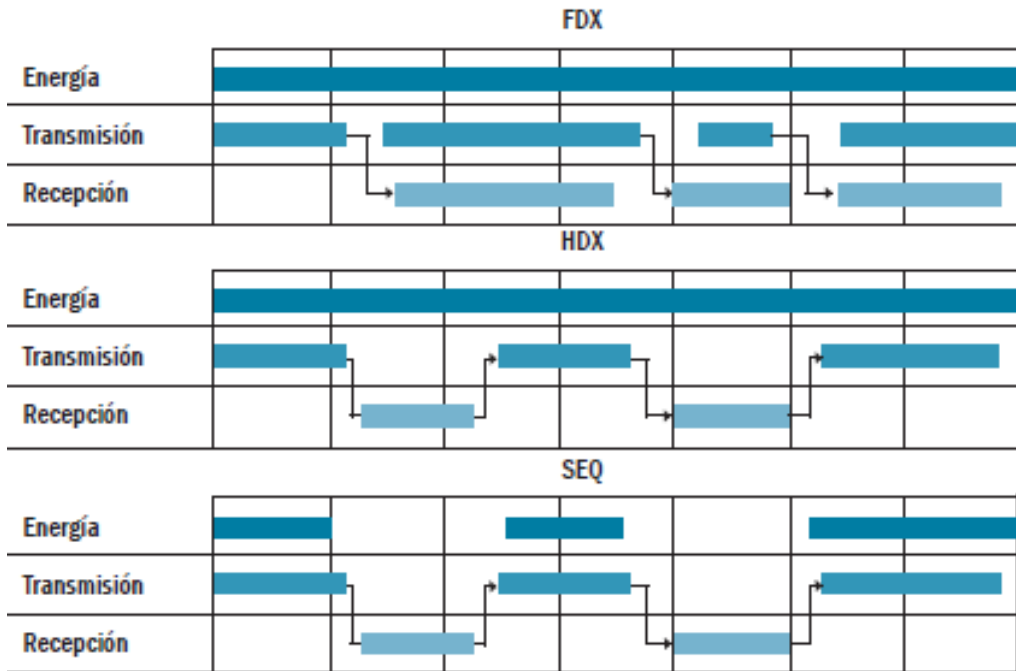 FDX
Energía
Transmisión
Recepción
HDX
Energía
Transmisión
Recepción
SEQ
Energía
Transmisión
Recepción